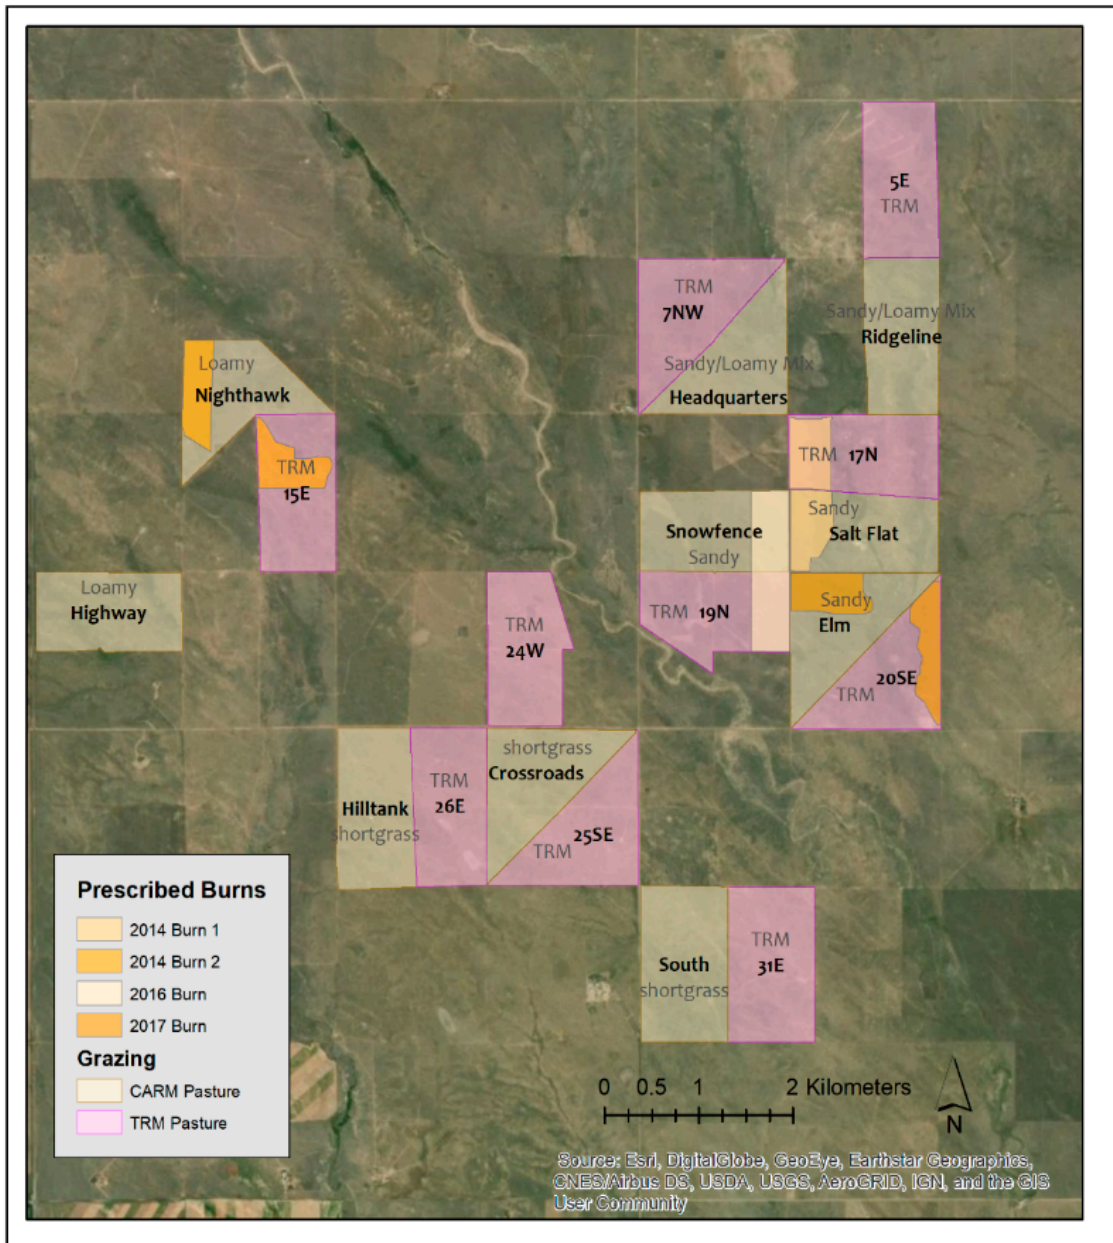 5E
TRM
TRM
7NW
Sandy/Loamy Mix
Ridgeline
Sandy/Loamy Mix
Headquarters
Loamy
Nighthawk
TRM
15E
TRM 17N
Sandy
Salt Flat
Snowfence
Sandy
Loamy
Highway
TRM
24W
TRM 19N
Sandy
Elm
20SE
TRM
shortgrass
Crossroads
TRM
26E
Hilltank
shortgrass
25SE
TRM
TRM
31E
South
shortgrass
Prescribed Burns
2014 Burn 1
2014 Burn 2
2016 Burn
2017 Burn
Grazing
CARM Pasture
TRM Pasture
0 0.5 1 2 Kilometers
N
Source: Esri, DigitalGlobe, GeoEye, Earthstar Geographics,
CNES/Airbus DS, USDA, USGS, AeroGRID, IGN, and the GIS
User Community